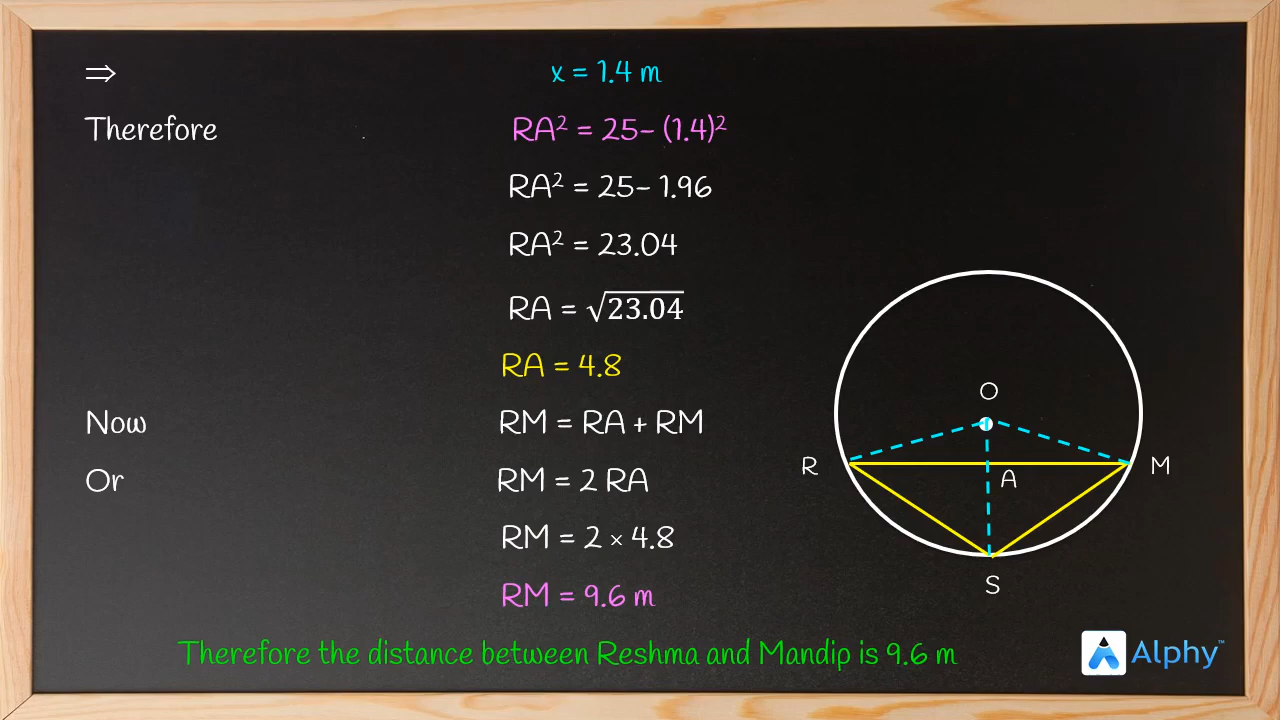 ⇒ x = 1.4 m
Therefore RA² = 25– (1.4)²
RA² = 25– 1.96
RA² = 23.04
RA = √23.04
RA = 4.8
Now RM = RA + RM
Or RM = 2 RA
RM = 2 × 4.8
RM = 9.6 m
O
R
A
M
S
Therefore the distance between Reshma and Mandip is 9.6 m
Alphy™